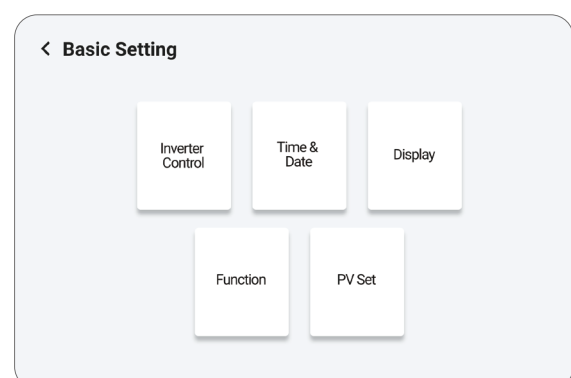 Basic Setting
Inverter
Control
Time &
Date
Display
Function
PV Set